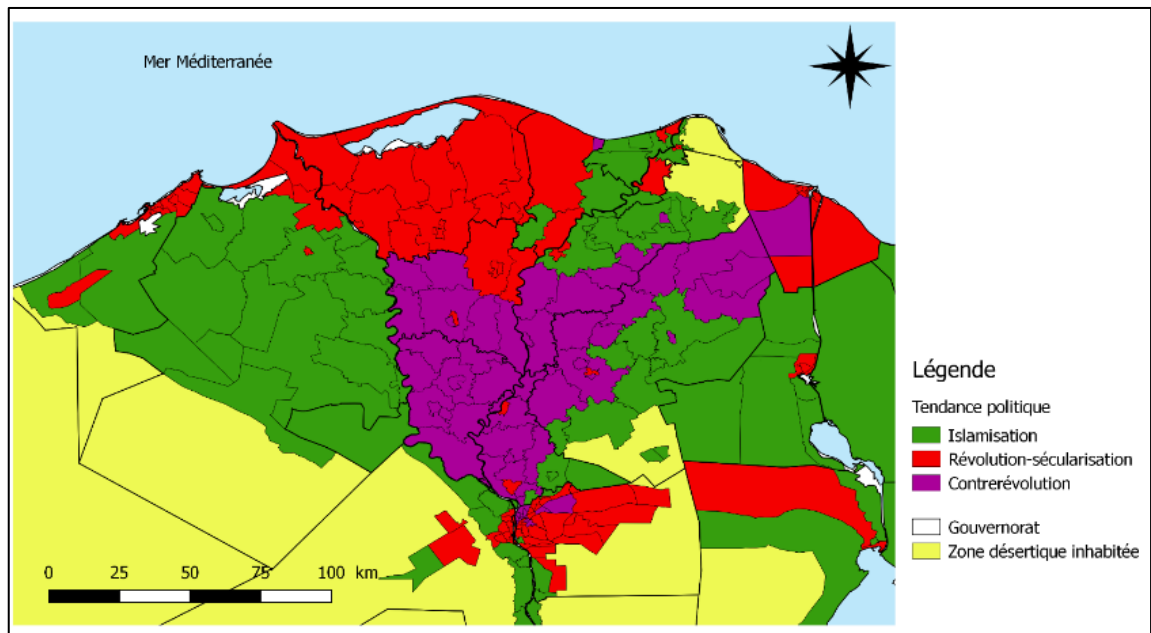 Mer Méditerranée
Légende
Tendance politique
Islamisation
Révolution-sécularisation
Contrerévolution
Gouvernorat
Zone désertique inhabitée
0 25 50 75 100 km